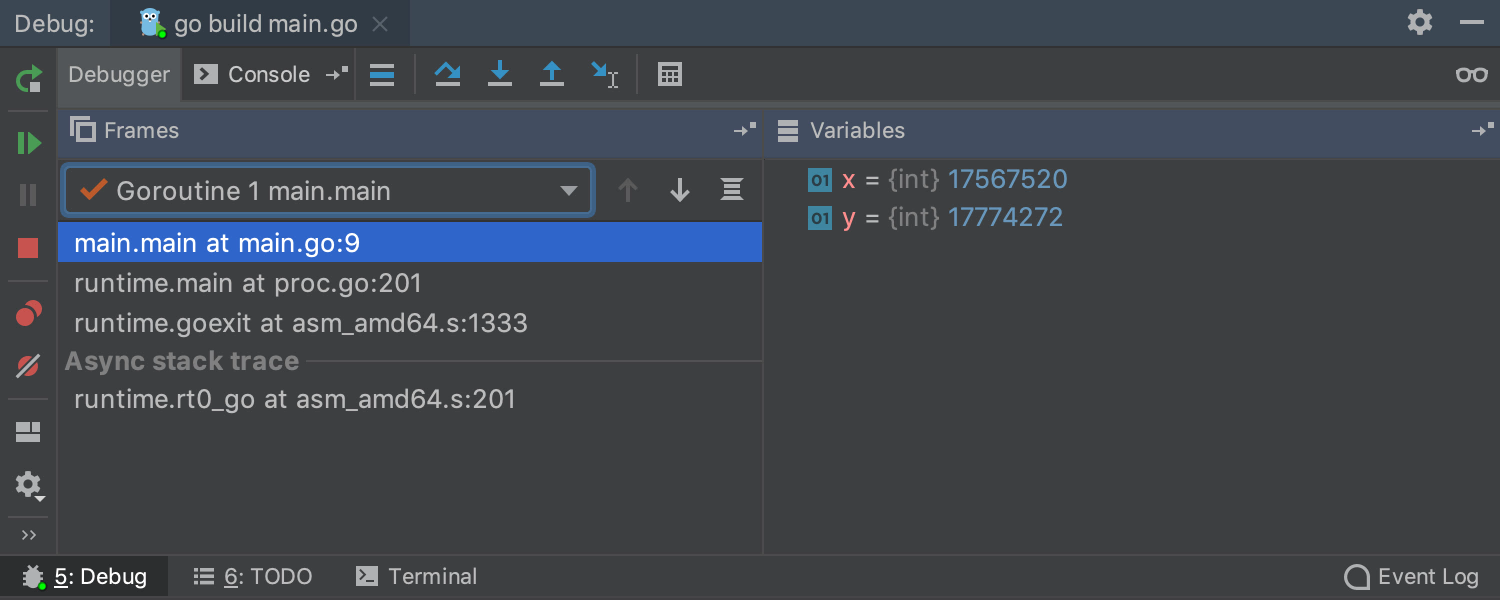 Debug: go build main.go
Debugger Console
Frames
Variables
Goroutine 1 main.main
01 x = {int} 17567520
01 y = {int} 17774272
main.main at main.go:9
runtime.main at proc.go:201
runtime.goexit at asm_amd64.s:1333
Async stack trace
runtime.rt0_go at asm_amd64.s:201
5: Debug 6: TODO Terminal Event Log